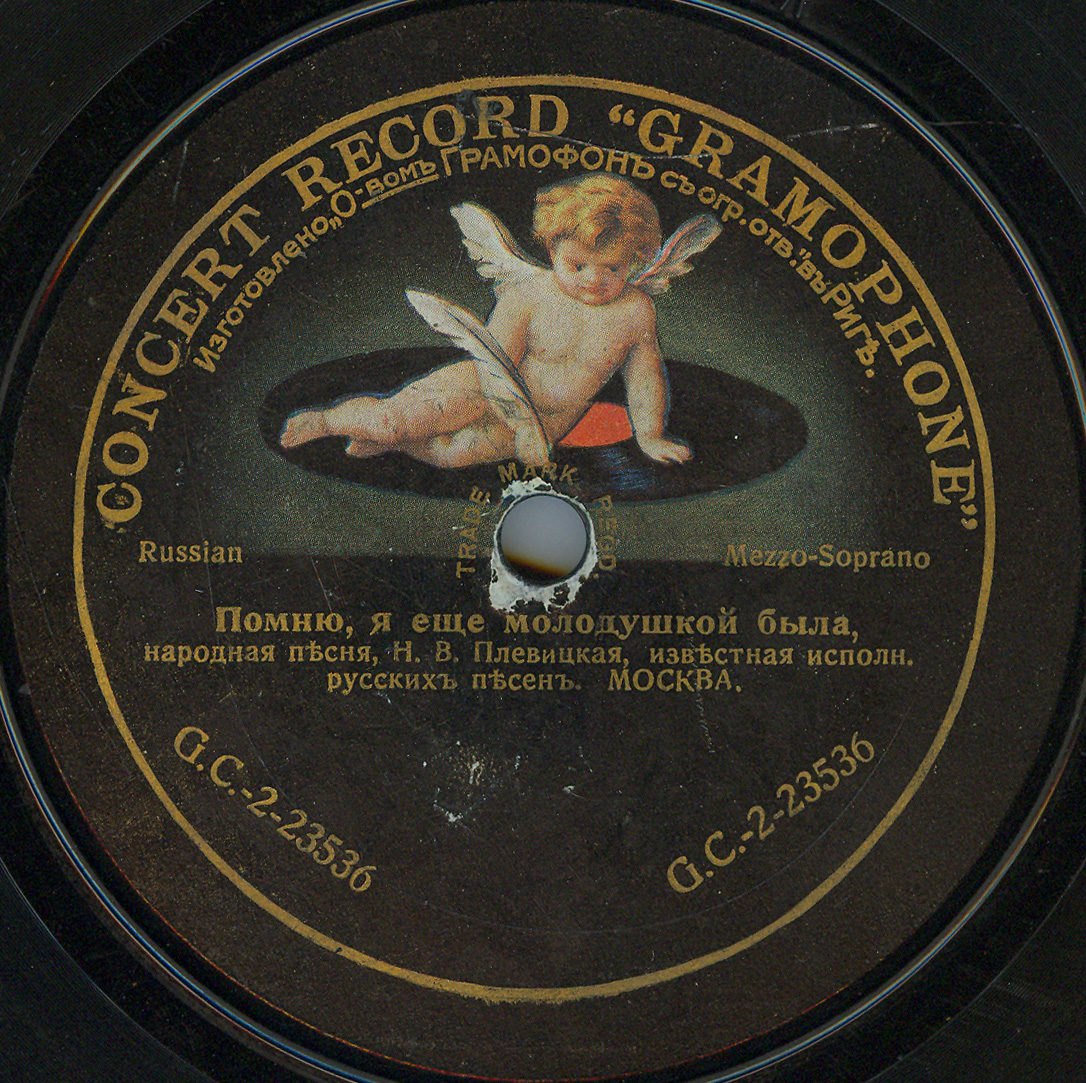 CONCERT RECORD “GRAMOPHONE”
Изготовлено „О-вомъ Грамофонъ съ огр. отв.“ въ Ригѣ.
TRADE MARK REGD.
Russian
Mezzo-Soprano
Помню, я еще молодушкой была,
народная пѣсня, Н. В. Плевицкая, извѣстная исполн.
русскихъ пѣсенъ. МОСКВА.
G.C.-2-23536
G.C.-2-23536